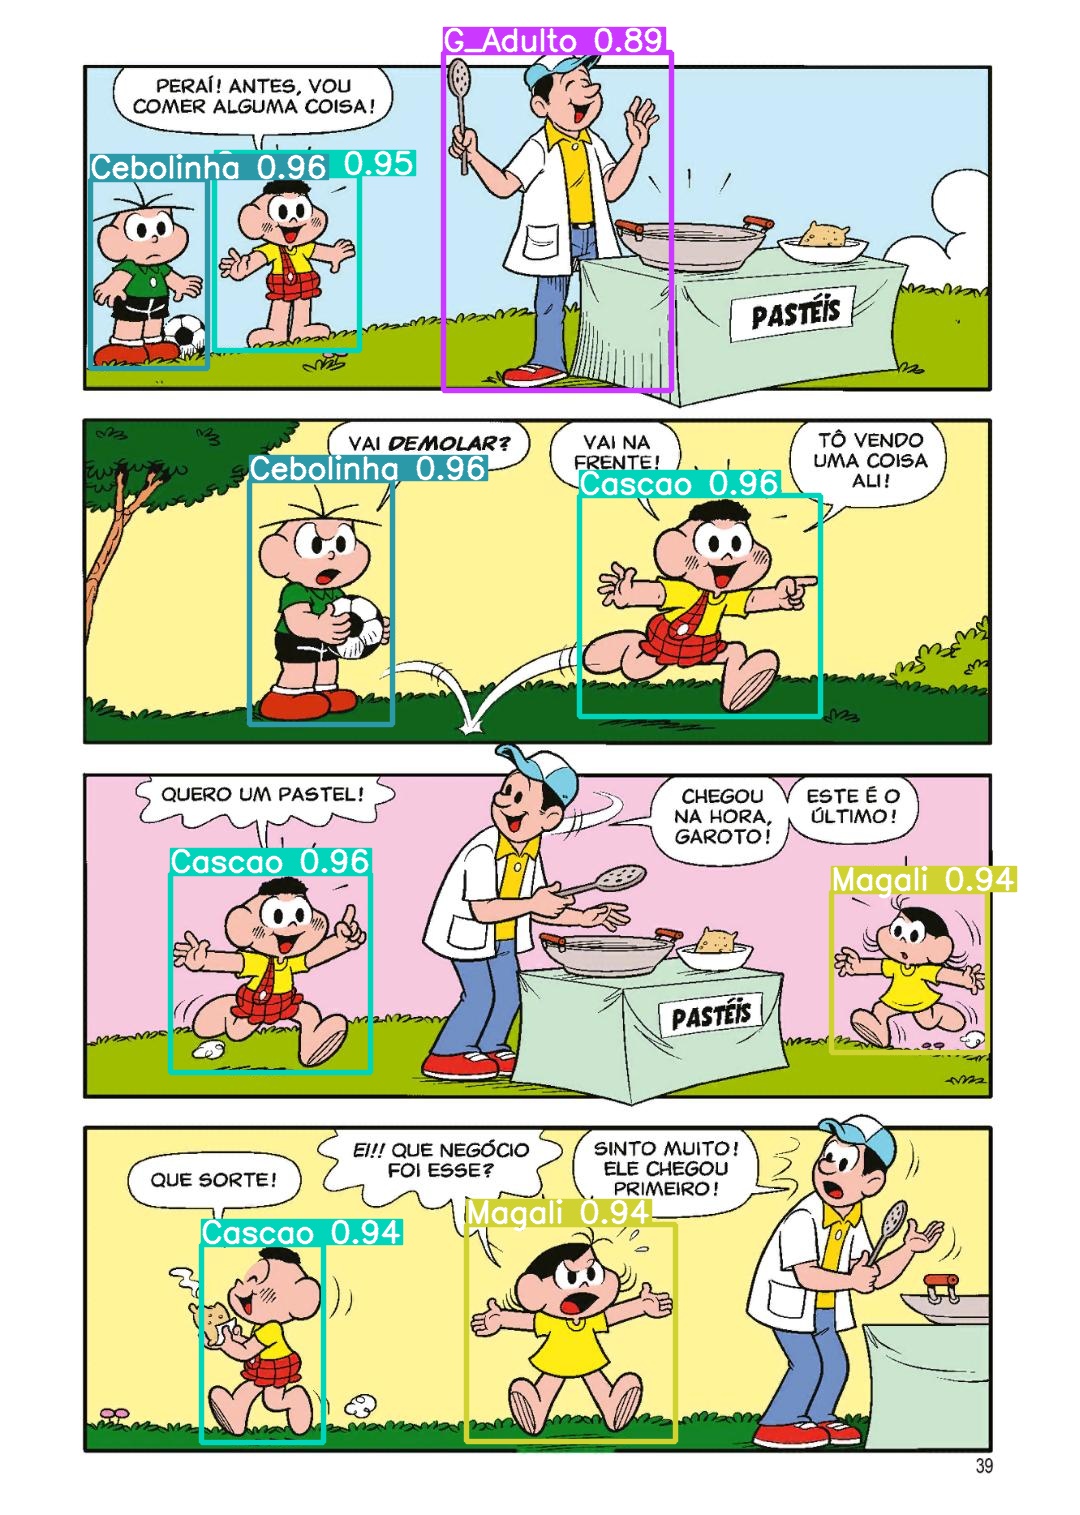 G_Adulto 0.89
PERAÍ! ANTES, VOU
COMER ALGUMA COISA!
Cebolinha 0.96
0.95
PASTÉIS
VAI DEMOLAR?
VAI NA
FRENTE!
TÔ VENDO
UMA COISA
ALI!
Cebolinha 0.96
Cascao 0.96
QUERO UM PASTEL!
CHEGOU
NA HORA,
GAROTO!
ESTE É O
ÚLTIMO!
Cascao 0.96
Magali 0.94
PASTÉIS
QUE SORTE!
EI!! QUE NEGÓCIO
FOI ESSE?
SINTO MUITO!
ELE CHEGOU
PRIMEIRO!
Cascao 0.94
Magali 0.94
39